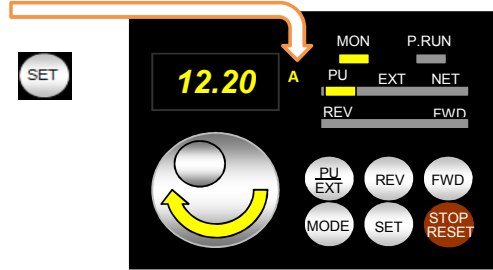 SET
MON P.RUN
12.20 A
PU EXT NET
REV FWD
PU
EXT REV FWD
MODE SET STOP
RESET